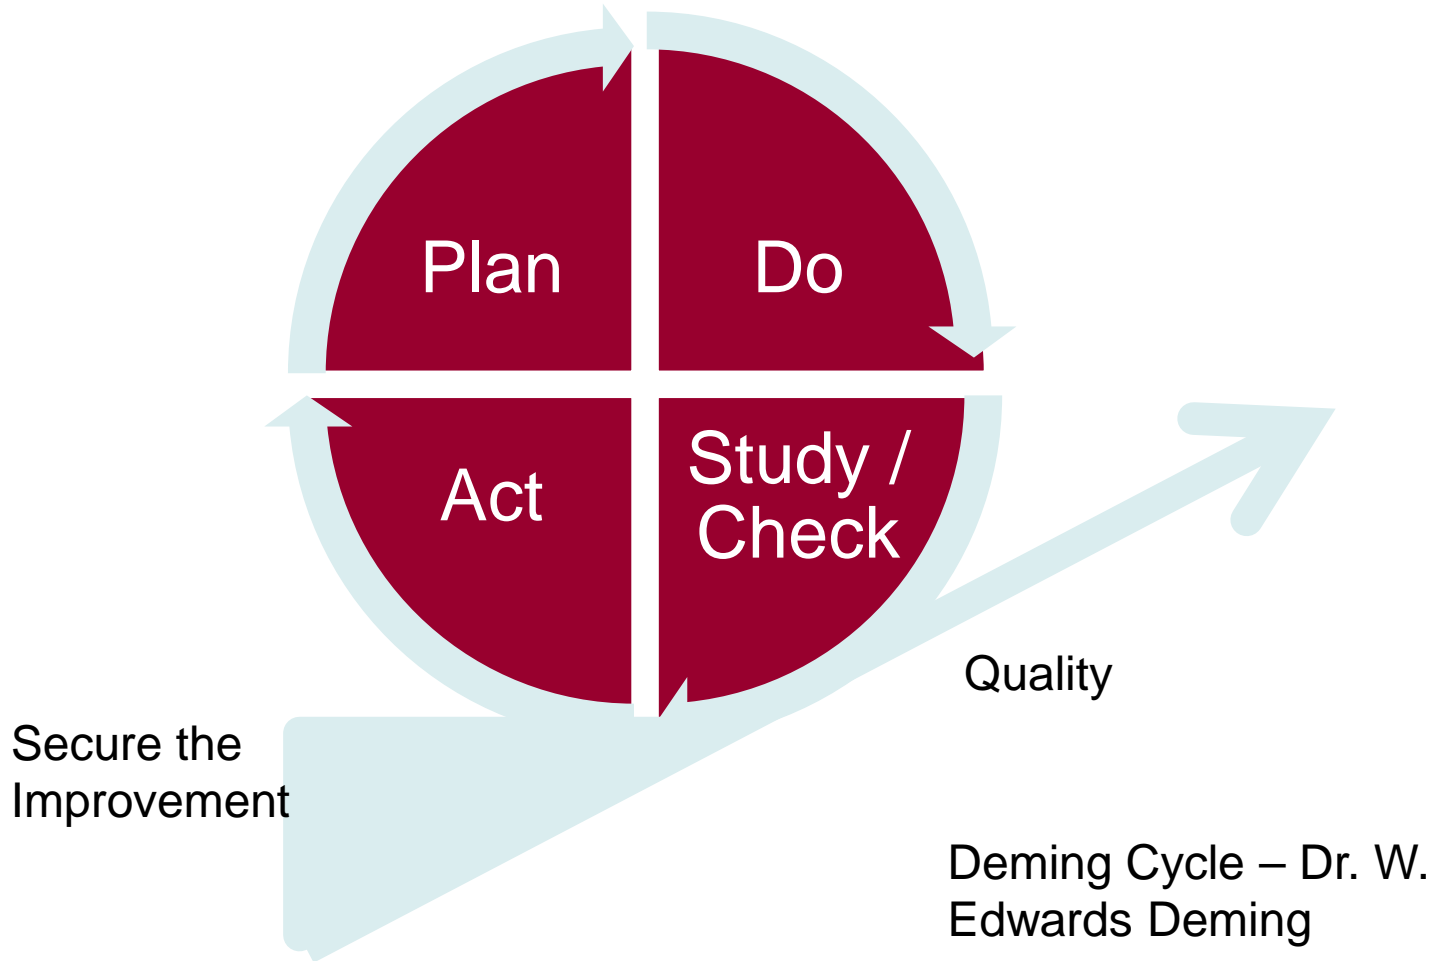 Plan
Do
Act
Study /
Check
Quality
Secure the
Improvement
Deming Cycle – Dr. W.
Edwards Deming